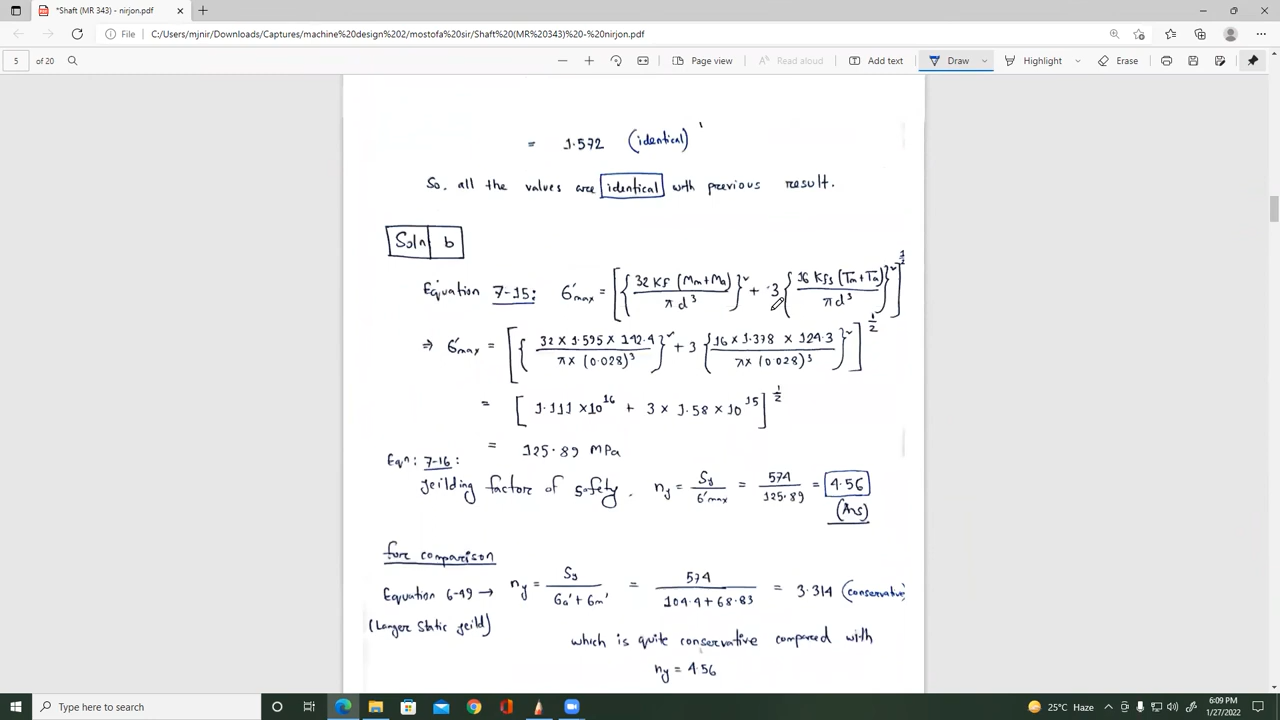 *Shaft (MR 343) - nirjon.pdf
File C:/Users/mjnir/Downloads/Captures/machine%20design%202/mostofa%20sir/Shaft%20(MR%20343)%20-%20nirjon.pdf
5 of 20 Page view Read aloud Add text Draw Highlight Erase
= 1.572 (identical)
So, all the values are identical with previous result.
Soln b
Equation 7-15: σ'max = [{32 Kf (Mm+Ma) / πd³}² + 3 {16 Kfs (Tm+Ta) / πd³}²]^1/2
⇒ σ'max = [{32 × 1.595 × 142.4 / π× (0.028)³}² + 3 {16 × 1.378 × 124.3 / π× (0.028)³}²]^1/2
= [1.111 ×10^16 + 3 × 1.58 × 10^15]^1/2
= 125.89 MPa
Eqn: 7-16:
yeilding factore of safety, ny = Sy / σ'max = 574 / 125.89 = 4.56
(Ans)
fore comparison
Equation 6-49 → ny = Sy / σa' + σm' = 574 / 104.4 + 68.83 = 3.314 (conservative)
(Langer static yeild)
which is quite conservative compared with
ny = 4.56
Type here to search
25°C Haze
6:09 PM
1/27/2022